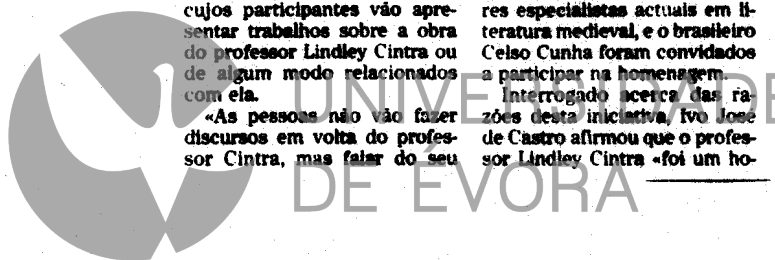 cujos participantes vão apre-
sentar trabalhos sobre a obra
do professor Lindley Cintra ou
de algum modo relacionados
com ela.
«As pessoas não vão fazer
discursos em volta do profes-
sor Cintra, mas falar do seu
res especialistas actuais em li-
teratura medieval, e o brasileiro
Celso Cunha foram convidados
a participar na homenagem.
Interrogado acerca das ra-
zões desta iniciativa, Ivo José
de Castro afirmou que o profes-
sor Lindley Cintra «foi um ho-
UNIVERSIDADE
DE ÉVORA